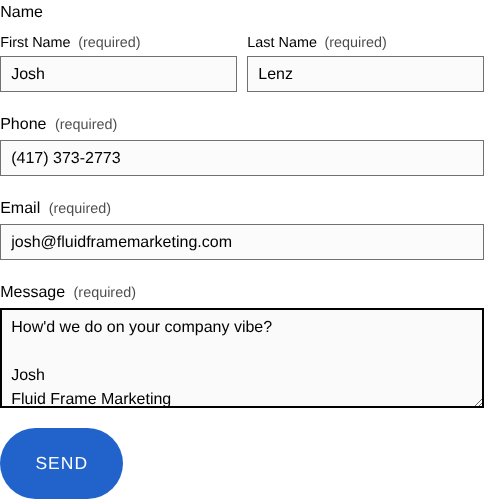 Name
First Name (required) Last Name (required)
Josh Lenz
Phone (required)
(417) 373-2773
Email (required)
josh@fluidframemarketing.com
Message (required)
How'd we do on your company vibe?
Josh
Fluid Frame Marketing
SEND